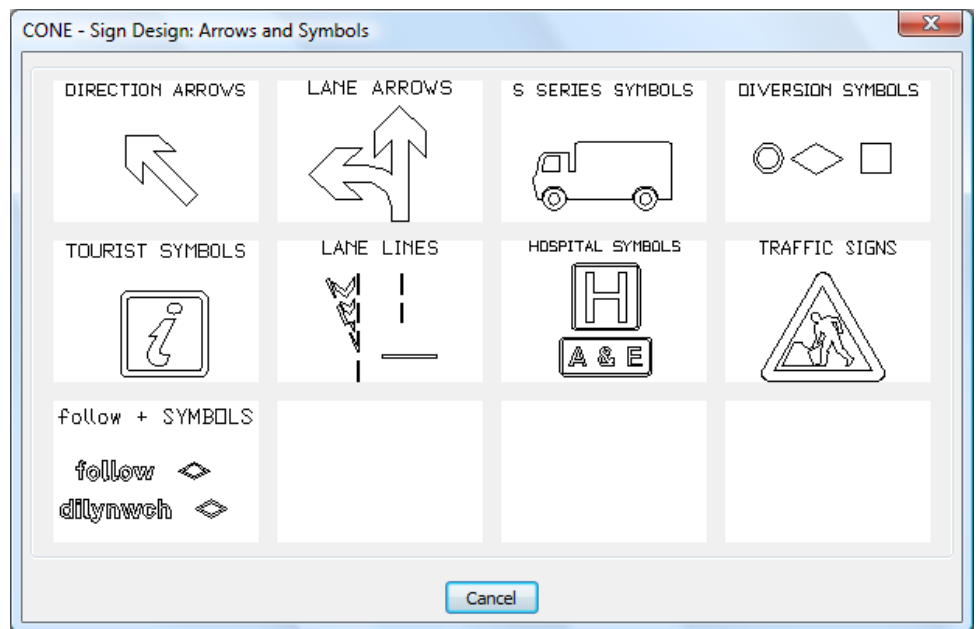 CONE - Sign Design: Arrows and Symbols
DIRECTION ARROWS
LANE ARROWS
S SERIES SYMBOLS
DIVERSION SYMBOLS
TOURIST SYMBOLS
i
LANE LINES
HOSPITAL SYMBOLS
H
A & E
TRAFFIC SIGNS
follow + SYMBOLS
follow
dilynwch
Cancel